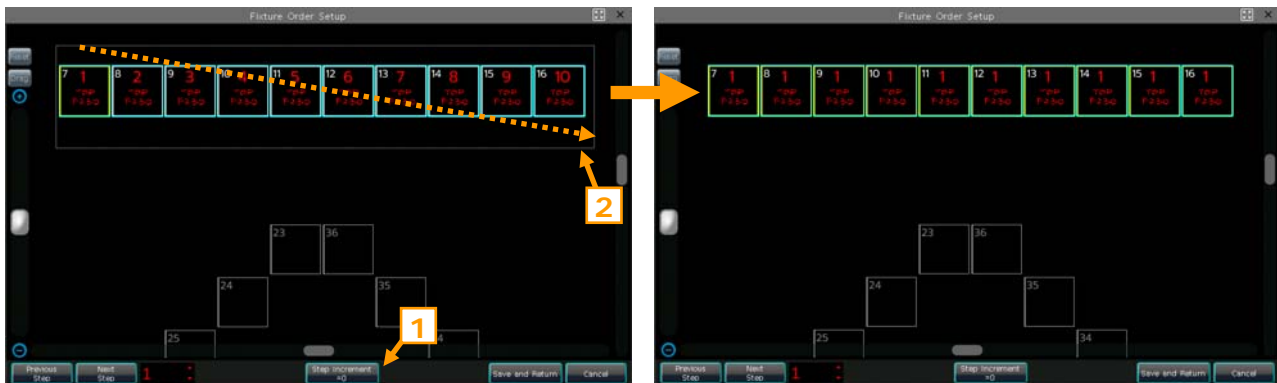 Fixture Order Setup
7 1 8 2 9 3 10 4 11 5 12 6 13 7 14 8 15 9 16 10
2
23 36
24 35
1
25 4
Previous Step Next Step 1 Step Increment =0 Save and Return Cancel
Fixture Order Setup
7 1 8 1 9 1 10 1 11 1 12 1 13 1 14 1 15 1 16 1
23 36
24 35
25 34
Previous Step Next Step 1 Step Increment =0 Save and Return Cancel